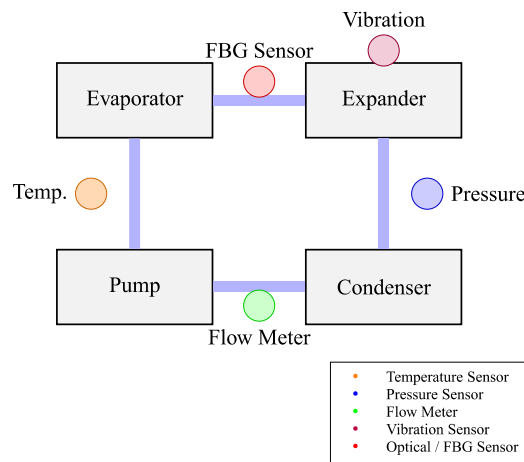 Vibration
FBG Sensor
Evaporator
Expander
Temp.
Pressure
Pump
Condenser
Flow Meter
Temperature Sensor
Pressure Sensor
Flow Meter
Vibration Sensor
Optical / FBG Sensor